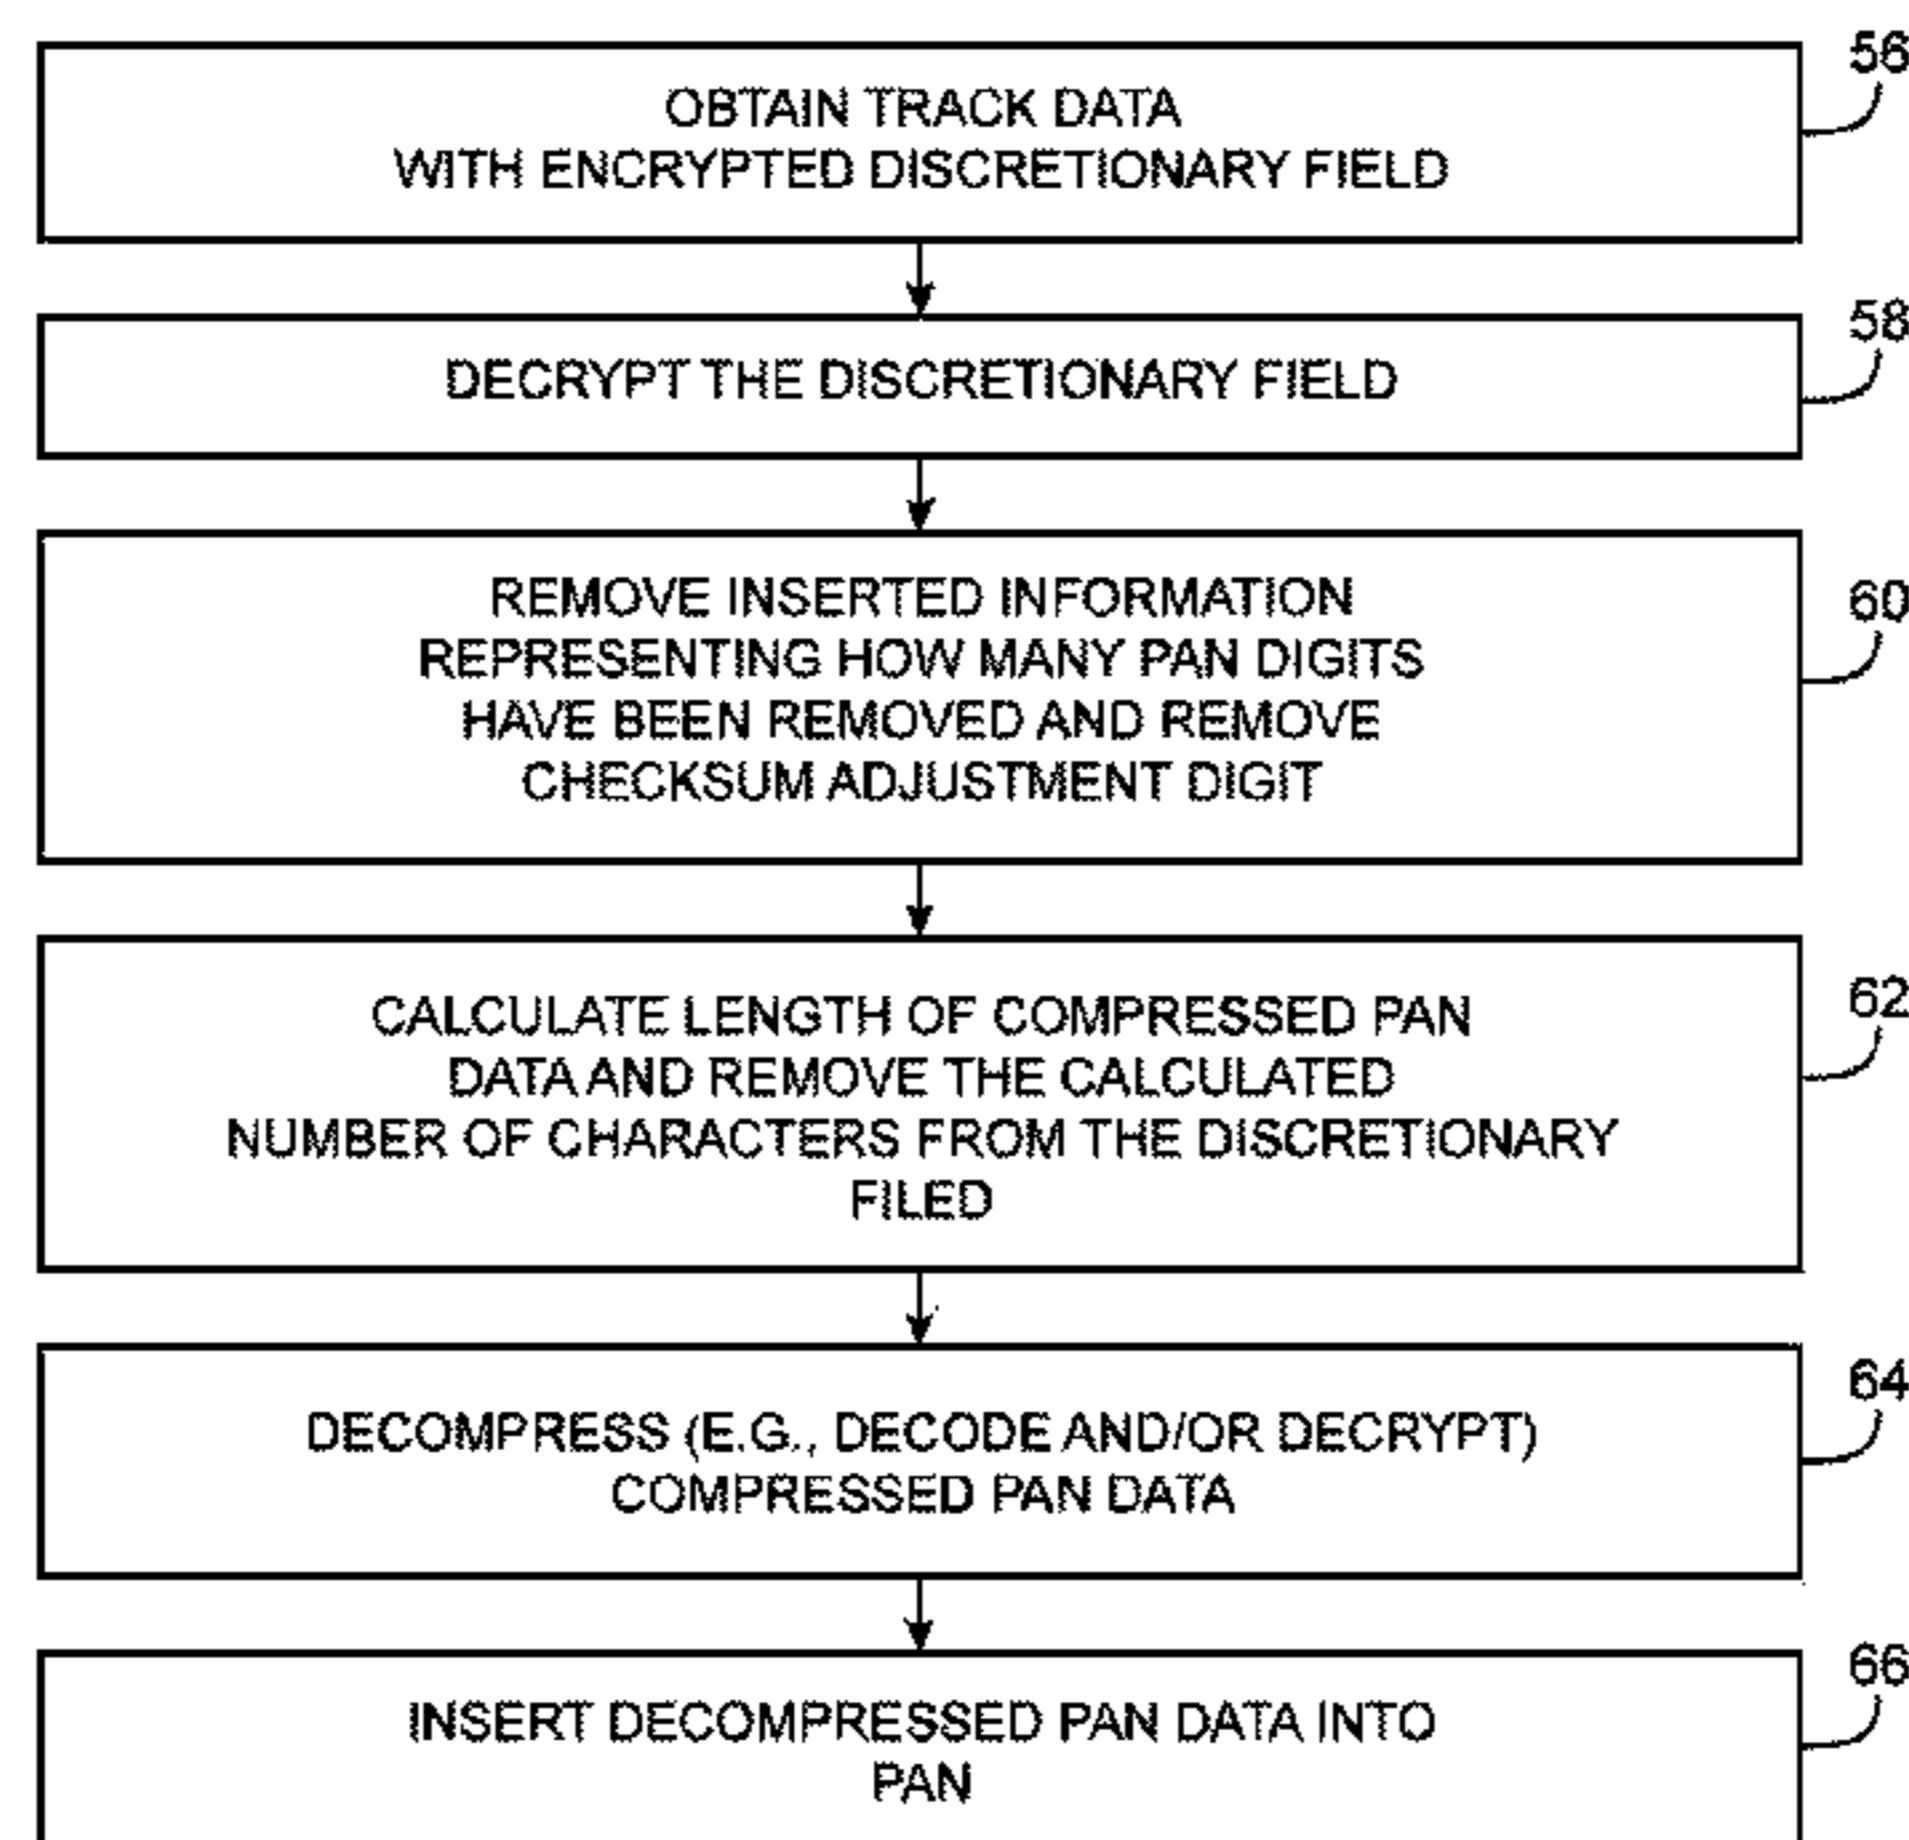 56
OBTAIN TRACK DATA
WITH ENCRYPTED DISCRETIONARY FIELD
58
DECRYPT THE DISCRETIONARY FIELD
60
REMOVE INSERTED INFORMATION
REPRESENTING HOW MANY PAN DIGITS
HAVE BEEN REMOVED AND REMOVE
CHECKSUM ADJUSTMENT DIGIT
62
CALCULATE LENGTH OF COMPRESSED PAN
DATA AND REMOVE THE CALCULATED
NUMBER OF CHARACTERS FROM THE DISCRETIONARY
FILED
64
DECOMPRESS (E.G., DECODE AND/OR DECRYPT)
COMPRESSED PAN DATA
66
INSERT DECOMPRESSED PAN DATA INTO
PAN